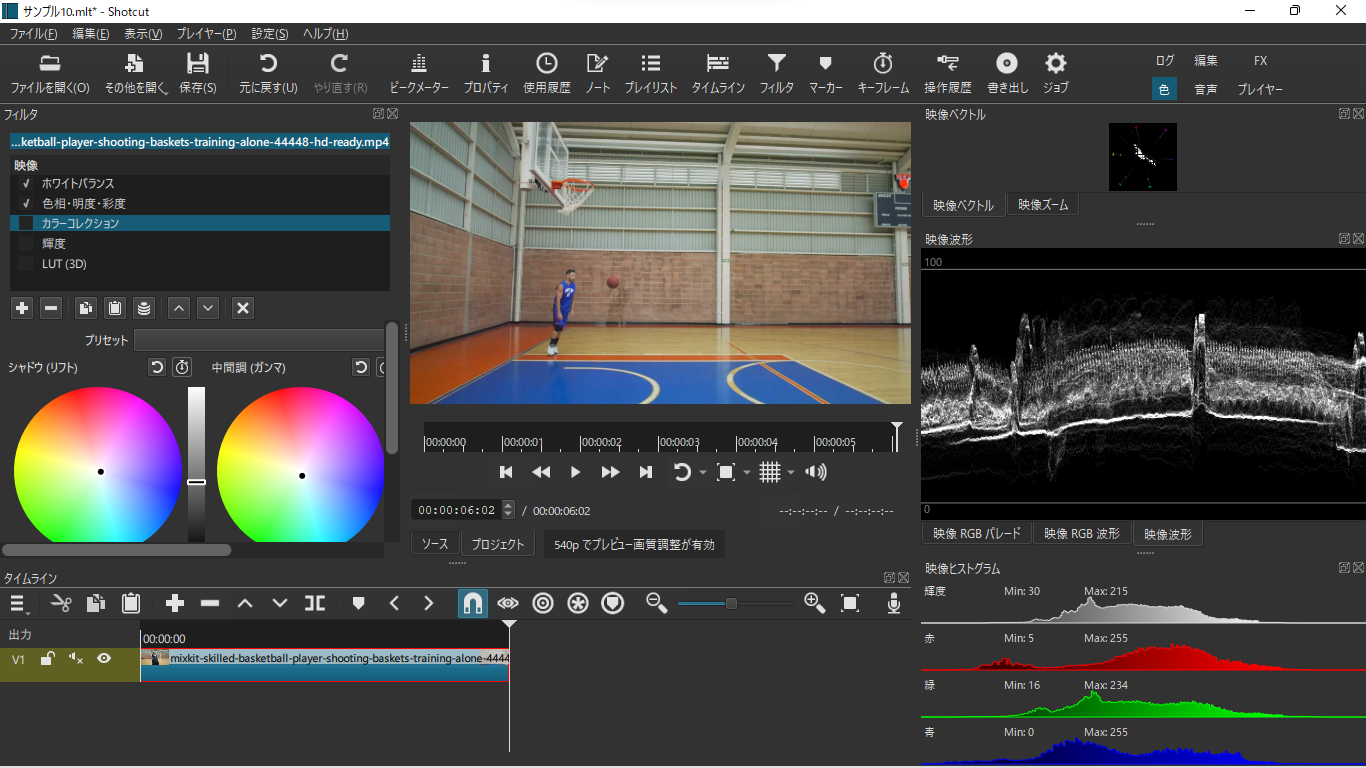 サンプル10.mlt* - Shotcut
ファイル(F) 編集(E) 表示(V) プレイヤー(P) 設定(S) ヘルプ(H)
ファイルを開く(O) その他を開く 保存(S) 元に戻す(U) やり直す(R) ピークメーター プロパティ 使用履歴 ノート プレイリスト タイムライン フィルタ マーカー キーフレーム 操作履歴 書き出し ジョブ
ログ 編集 FX
色 音声 プレイヤー
フィルタ
...ketball-player-shooting-baskets-training-alone-44448-hd-ready.mp4
映像
ホワイトバランス
色相・明度・彩度
カラーコレクション
輝度
LUT (3D)
プリセット
シャドウ (リフト) 中間調 (ガンマ)
00:00:00 00:00:01 00:00:02 00:00:03 00:00:04 00:00:05
00:00:06:02 / 00:00:06:02 --:--:--:-- / --:--:--:--
ソース プロジェクト 540p でプレビュー画質調整が有効
映像ベクトル
映像ベクトル 映像ズーム
映像波形
100
0
映像 RGB パレード 映像 RGB 波形 映像波形
映像ヒストグラム
輝度 Min: 30 Max: 215
赤 Min: 5 Max: 255
緑 Min: 16 Max: 234
青 Min: 0 Max: 255
タイムライン
出力 00:00:00
V1 mixkit-skilled-basketball-player-shooting-baskets-training-alone-4444